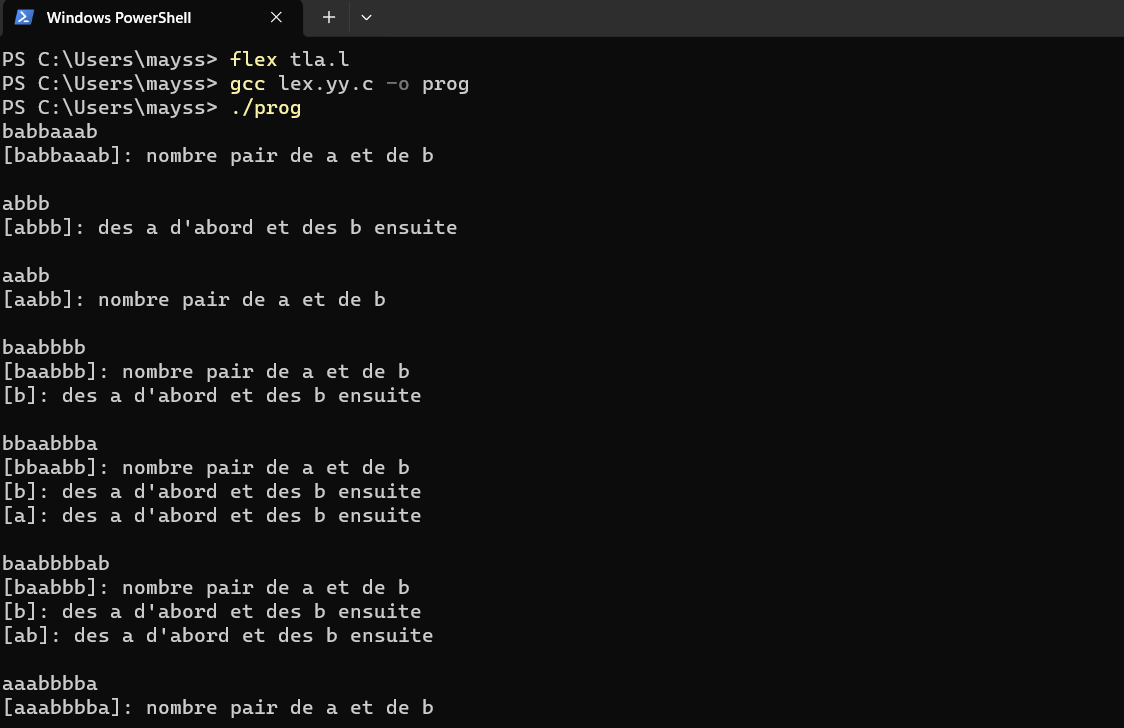 Windows PowerShell
PS C:\Users\mayss> flex tla.l
PS C:\Users\mayss> gcc lex.yy.c -o prog
PS C:\Users\mayss> ./prog
babbaaab
[babbaaab]: nombre pair de a et de b
abbb
[abbb]: des a d'abord et des b ensuite
aabb
[aabb]: nombre pair de a et de b
baabbbb
[baabbb]: nombre pair de a et de b
[b]: des a d'abord et des b ensuite
bbaabbba
[bbaabb]: nombre pair de a et de b
[b]: des a d'abord et des b ensuite
[a]: des a d'abord et des b ensuite
baabbbbab
[baabbb]: nombre pair de a et de b
[b]: des a d'abord et des b ensuite
[ab]: des a d'abord et des b ensuite
aaabbbba
[aaabbbba]: nombre pair de a et de b